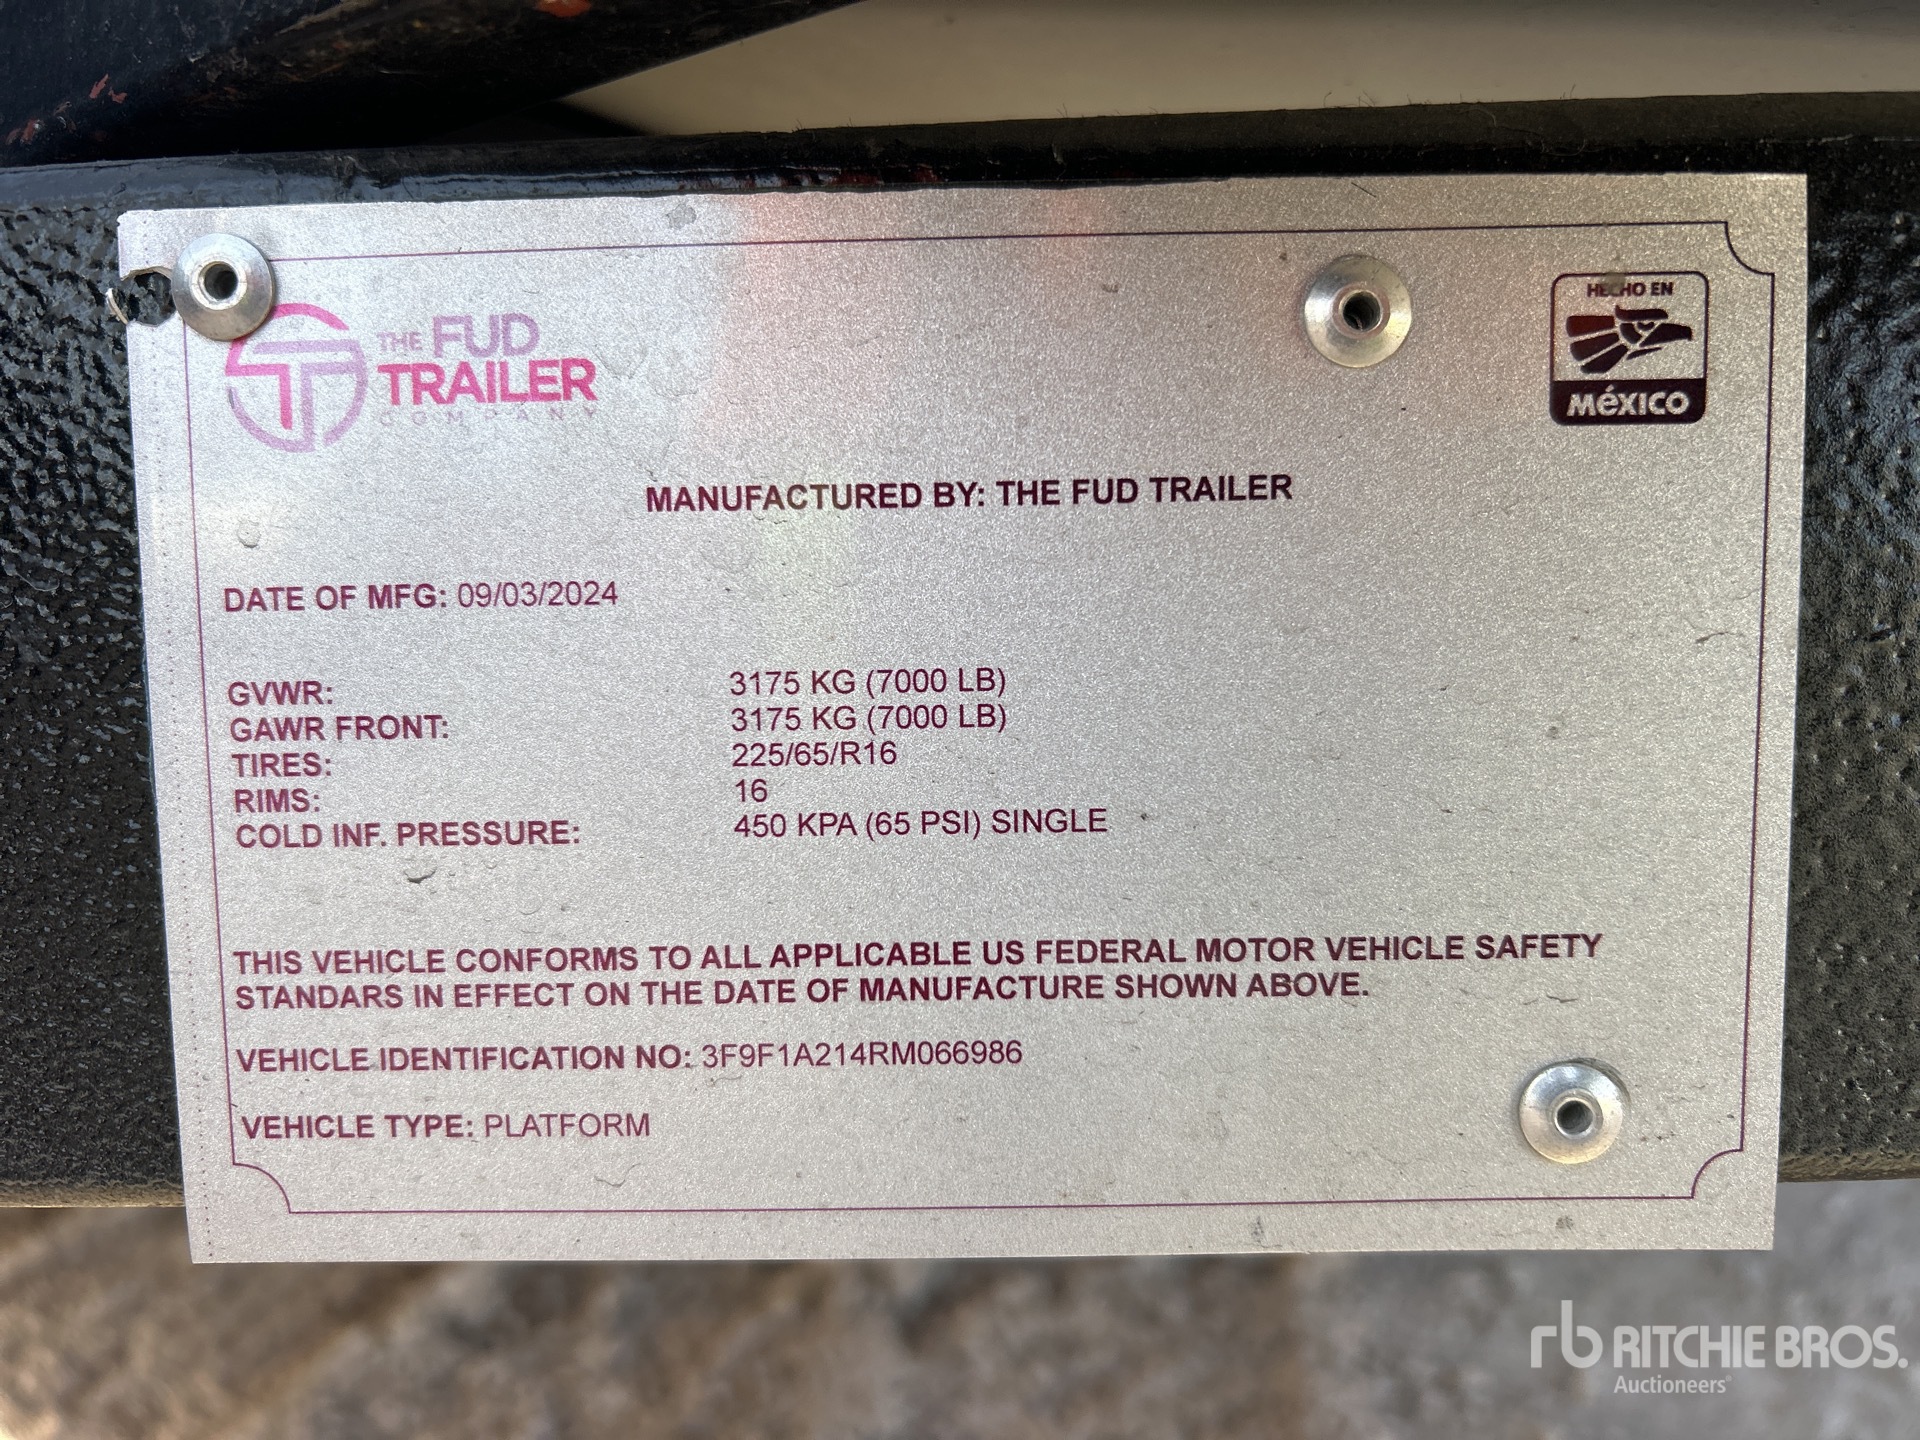 THE FUD
TRAILER
COMPANY
HECHO EN
MéXICO
MANUFACTURED BY: THE FUD TRAILER
DATE OF MFG: 09/03/2024
GVWR: 3175 KG (7000 LB)
GAWR FRONT: 3175 KG (7000 LB)
TIRES: 225/65/R16
RIMS: 16
COLD INF. PRESSURE: 450 KPA (65 PSI) SINGLE
THIS VEHICLE CONFORMS TO ALL APPLICABLE US FEDERAL MOTOR VEHICLE SAFETY
STANDARS IN EFFECT ON THE DATE OF MANUFACTURE SHOWN ABOVE.
VEHICLE IDENTIFICATION NO: 3F9F1A214RM066986
VEHICLE TYPE: PLATFORM
rb RITCHIE BROS.
Auctioneers